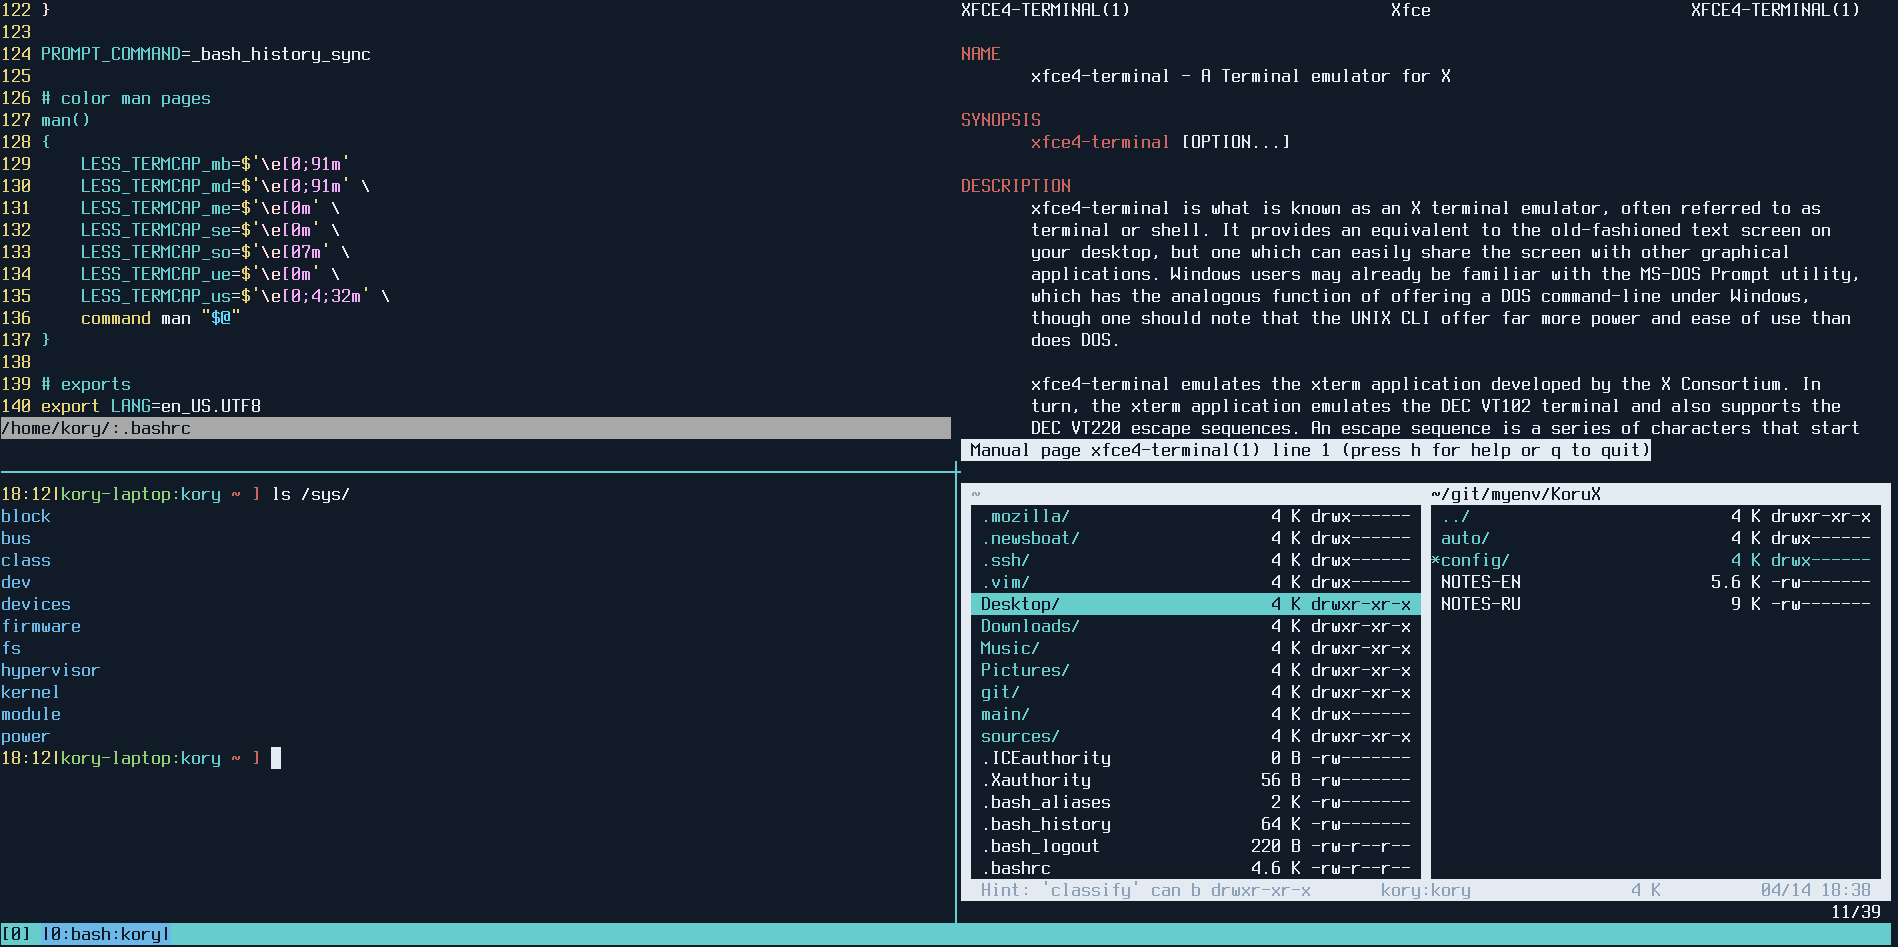 122 }
123
124 PROMPT_COMMAND=_bash_history_sync
125
126 # color man pages
127 man()
128 {
129     LESS_TERMCAP_mb=$'\e[0;91m'
130     LESS_TERMCAP_md=$'\e[0;91m' \
131     LESS_TERMCAP_me=$'\e[0m' \
132     LESS_TERMCAP_se=$'\e[0m' \
133     LESS_TERMCAP_so=$'\e[07m' \
134     LESS_TERMCAP_ue=$'\e[0m' \
135     LESS_TERMCAP_us=$'\e[0;4;32m' \
136     command man "$@"
137 }
138
139 # exports
140 export LANG=en_US.UTF8
/home/kory/:.bashrc
XFCE4-TERMINAL(1) Xfce XFCE4-TERMINAL(1)
NAME
xfce4-terminal - A Terminal emulator for X
SYNOPSIS
xfce4-terminal [OPTION...]
DESCRIPTION
xfce4-terminal is what is known as an X terminal emulator, often referred to as
terminal or shell. It provides an equivalent to the old-fashioned text screen on
your desktop, but one which can easily share the screen with other graphical
applications. Windows users may already be familiar with the MS-DOS Prompt utility,
which has the analogous function of offering a DOS command-line under Windows,
though one should note that the UNIX CLI offer far more power and ease of use than
does DOS.
xfce4-terminal emulates the xterm application developed by the X Consortium. In
turn, the xterm application emulates the DEC VT102 terminal and also supports the
DEC VT220 escape sequences. An escape sequence is a series of characters that start
Manual page xfce4-terminal(1) line 1 (press h for help or q to quit)
18:12|kory-laptop:kory ~ ] ls /sys/
block
bus
class
dev
devices
firmware
fs
hypervisor
kernel
module
power
18:12|kory-laptop:kory ~ ]
~
.mozilla/ 4 K drwx------
.newsboat/ 4 K drwx------
.ssh/ 4 K drwx------
.vim/ 4 K drwx------
Desktop/ 4 K drwxr-xr-x
Downloads/ 4 K drwxr-xr-x
Music/ 4 K drwxr-xr-x
Pictures/ 4 K drwxr-xr-x
git/ 4 K drwxr-xr-x
main/ 4 K drwx------
sources/ 4 K drwxr-xr-x
.ICEauthority 0 B -rw-------
.Xauthority 56 B -rw-------
.bash_aliases 2 K -rw-------
.bash_history 64 K -rw-------
.bash_logout 220 B -rw-r--r--
.bashrc 4.6 K -rw-r--r--
~/git/myenv/KoruX
../ 4 K drwxr-xr-x
auto/ 4 K drwx------
*config/ 4 K drwx------
NOTES-EN 5.6 K -rw-------
NOTES-RU 9 K -rw-------
Hint: 'classify' can b drwxr-xr-x kory:kory 4 K 04/14 18:38
11/39
[0] |0:bash:kory|